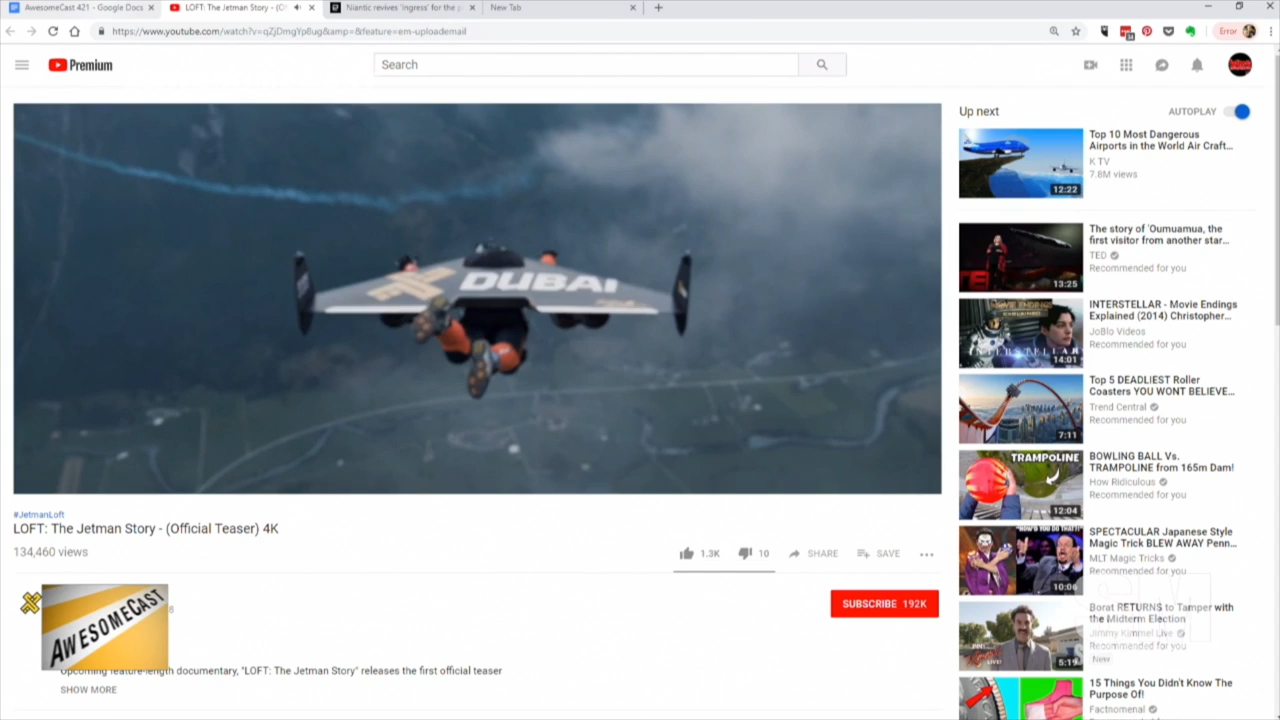 AwesomeCast 421 - Google Docs
LOFT: The Jetman Story - (O
Niantic revives 'Ingress' for the
New Tab
https://www.youtube.com/watch?v=qZjDmgYp8ug&amp=&feature=em-uploademail
Error
Premium
Search
DUBAI
Up next
AUTOPLAY
Top 10 Most Dangerous
Airports in the World Air Craft...
K TV
7.8M views
12:22
The story of 'Oumuamua, the
first visitor from another star...
TED
Recommended for you
13:25
INTERSTELLAR - Movie Endings
Explained (2014) Christopher...
JoBlo Videos
Recommended for you
INTERSTELLAR
14:01
Top 5 DEADLIEST Roller
Coasters YOU WONT BELIEVE...
Trend Central
Recommended for you
7:11
BOWLING BALL Vs.
TRAMPOLINE from 165m Dam!
How Ridiculous
Recommended for you
TRAMPOLINE
12:04
SPECTACULAR Japanese Style
Magic Trick BLEW AWAY Penn...
MLT Magic Tricks
Recommended for you
"HOW'D YOU DO THAT?!"
10:06
Borat RETURNS to Tamper with
the Midterm Election
Jimmy Kimmel Live
Recommended for you
New
5:19
15 Things You Didn't Know The
Purpose Of!
Factnomenal
#JetmanLoft
LOFT: The Jetman Story - (Official Teaser) 4K
134,460 views
1.3K
10
SHARE
SAVE
AWESOMECAST
8
SUBSCRIBE 192K
Upcoming feature-length documentary, "LOFT: The Jetman Story" releases the first official teaser
SHOW MORE